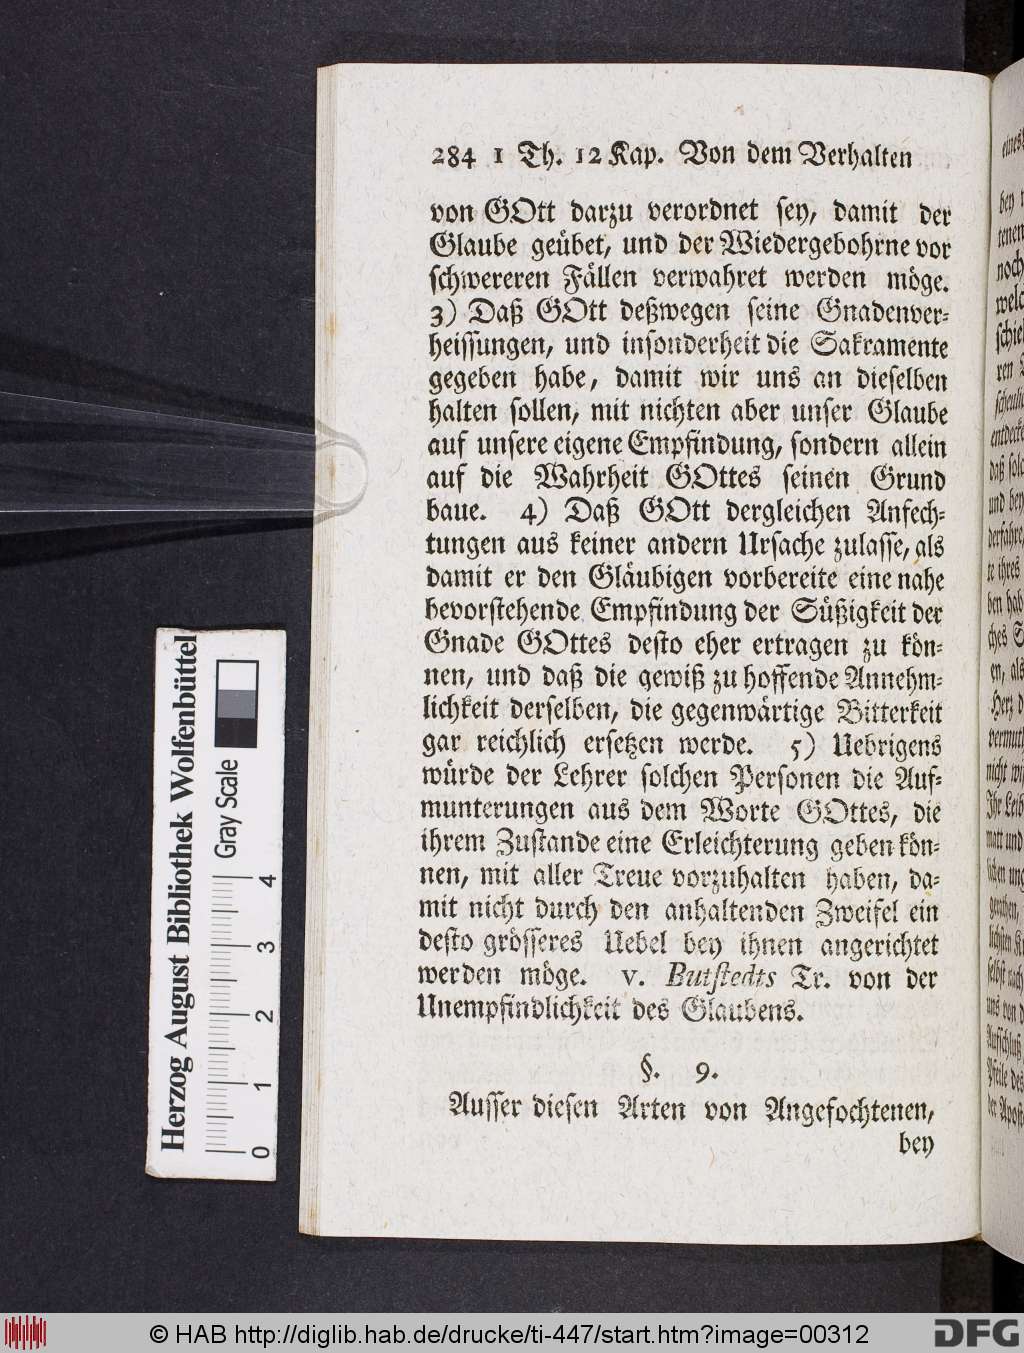 284 1 Th. 12 Kap. Von dem Verhalten
von GOtt darzu verordnet sey, damit der
Glaube geübet, und der Wiedergebohrne vor
schwereren Fällen verwahret werden möge.
3) Daß GOtt deßwegen seine Gnadenver-
heissungen, und insonderheit die Sakramente
gegeben habe, damit wir uns an dieselben
halten sollen, mit nichten aber unser Glaube
auf unsere eigene Empfindung, sondern allein
auf die Wahrheit GOttes seinen Grund
baue. 4) Daß GOtt dergleichen Anfech-
tungen aus keiner andern Ursache zulasse, als
damit er den Gläubigen vorbereite eine nahe
bevorstehende Empfindung der Süßigkeit der
Gnade GOttes desto eher ertragen zu kön-
nen, und daß die gewiß zu hoffende Annehm-
lichkeit derselben, die gegenwärtige Bitterkeit
gar reichlich ersetzen werde. 5) Uebrigens
würde der Lehrer solchen Personen die Auf-
munterungen aus dem Worte GOttes, die
ihrem Zustande eine Erleichterung geben kön-
nen, mit aller Treue vorzuhalten haben, da-
mit nicht durch den anhaltenden Zweifel ein
desto grösseres Uebel bey ihnen angerichtet
werden möge. v. Butstedts Tr. von der
Unempfindlichkeit des Glaubens.
§. 9.
Ausser diesen Arten von Angefochtenen,
bey
Herzog August Bibliothek Wolfenbüttel
Gray Scale
0 1 2 3 4
© HAB http://diglib.hab.de/drucke/ti-447/start.htm?image=00312
DFG